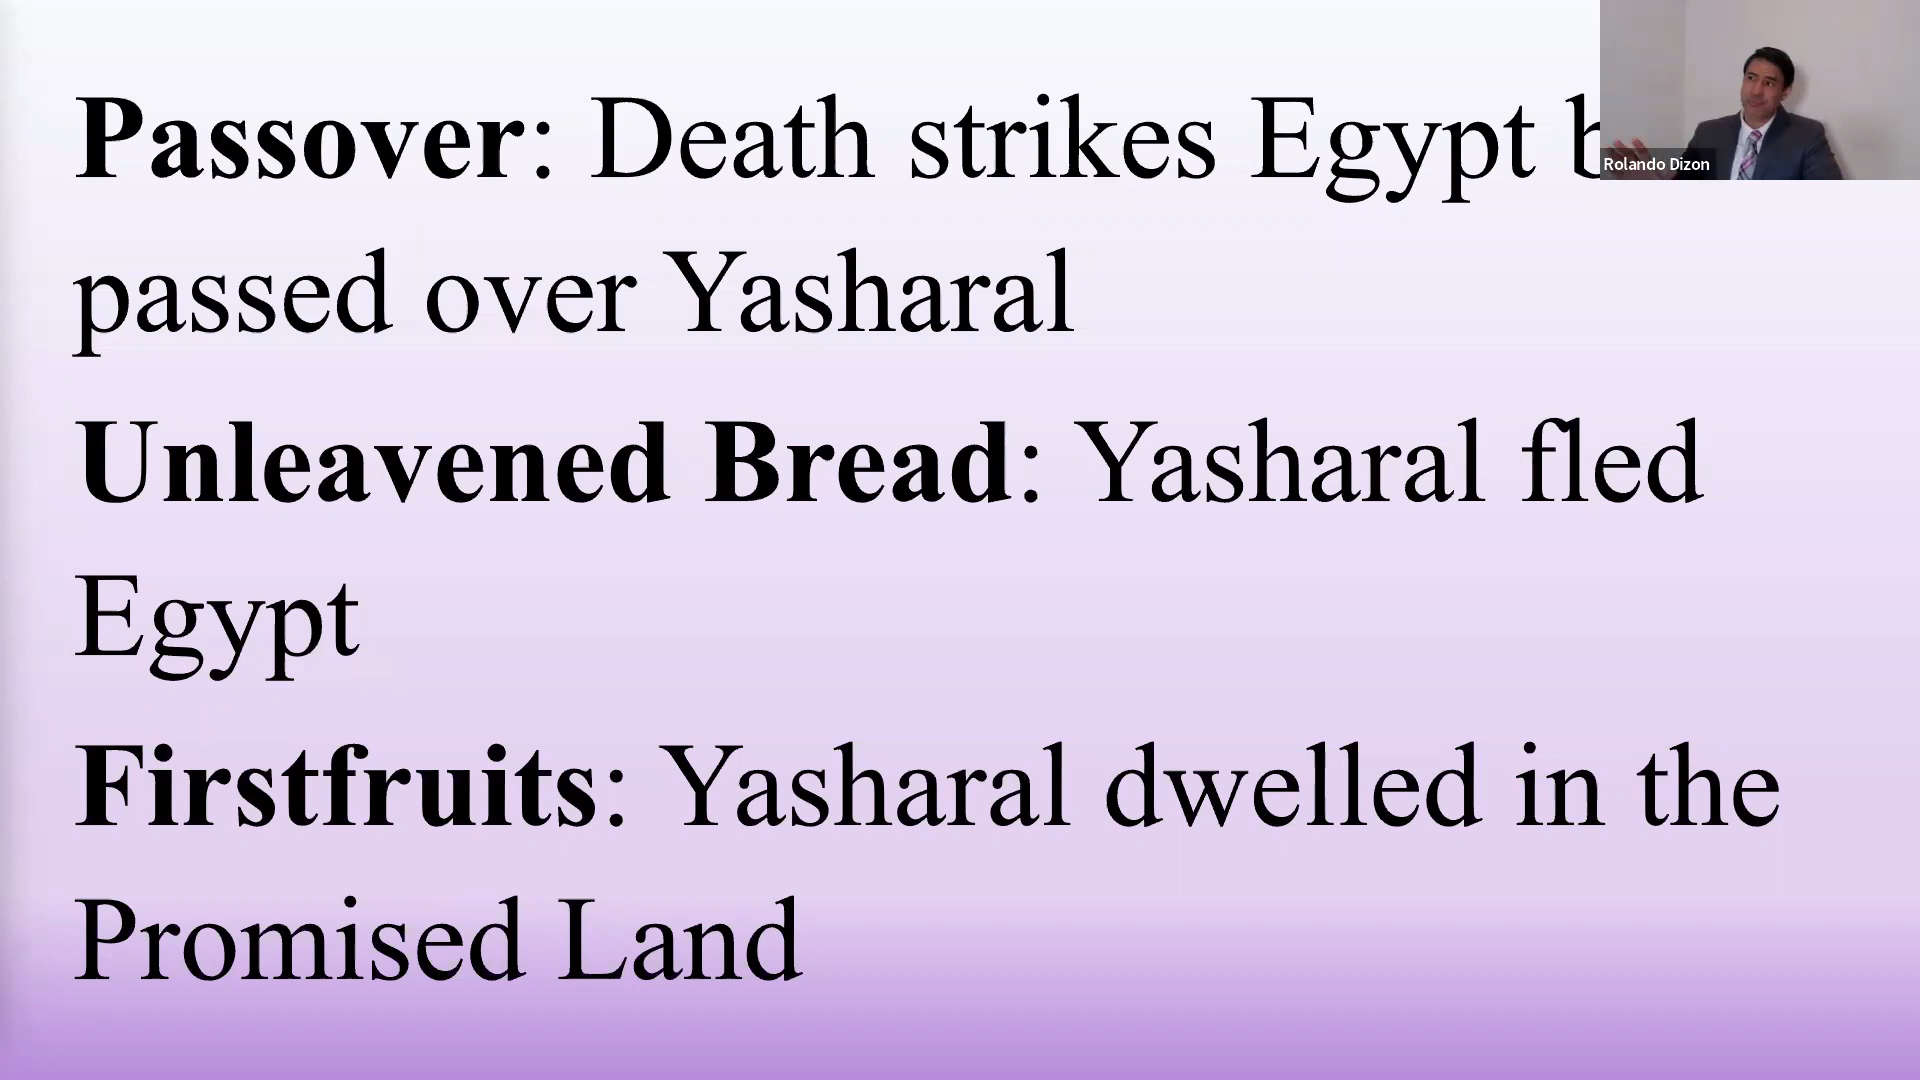 Passover: Death strikes Egypt
passed over Yasharal
Unleavened Bread: Yasharal fled
Egypt
Firstfruits: Yasharal dwelled in the
Promised Land
Rolando Dizon